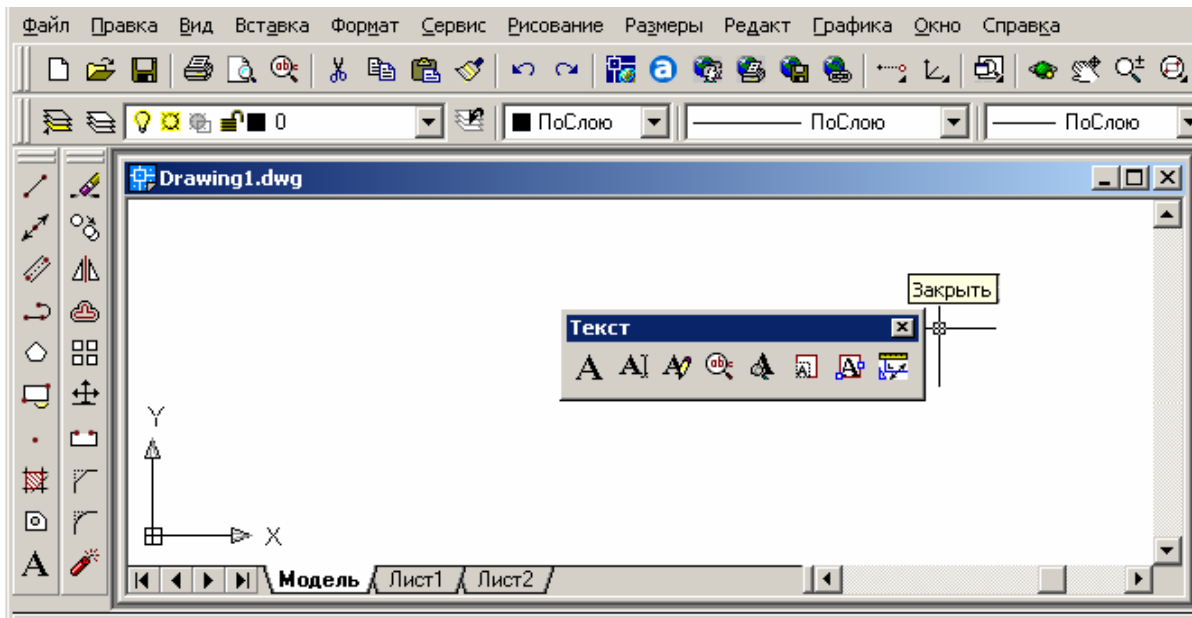 Файл Правка Вид Вставка Формат Сервис Рисование Размеры Редакт Графика Окно Справка
0 ПоСлою ПоСлою ПоСлою
Drawing1.dwg
Закрыть
Текст
Y
X
Модель Лист1 Лист2